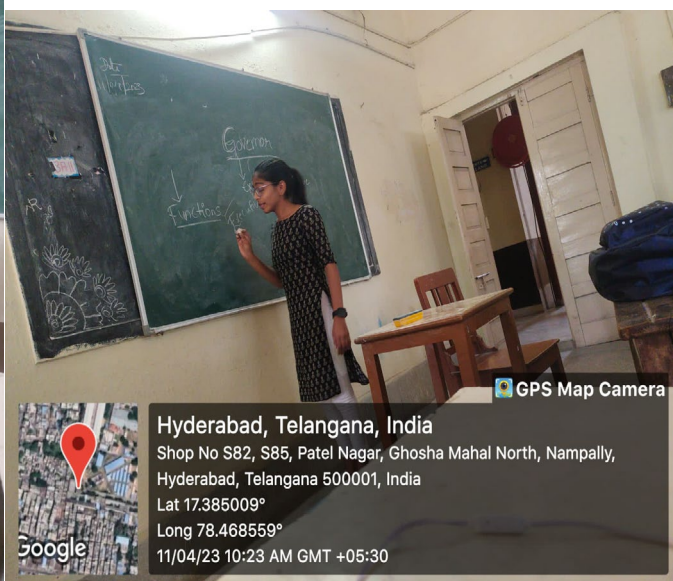 Date
Governor
Functions
GPS Map Camera
Hyderabad, Telangana, India
Shop No S82, S85, Patel Nagar, Ghosha Mahal North, Nampally,
Hyderabad, Telangana 500001, India
Lat 17.385009°
Long 78.468559°
11/04/23 10:23 AM GMT +05:30
Google